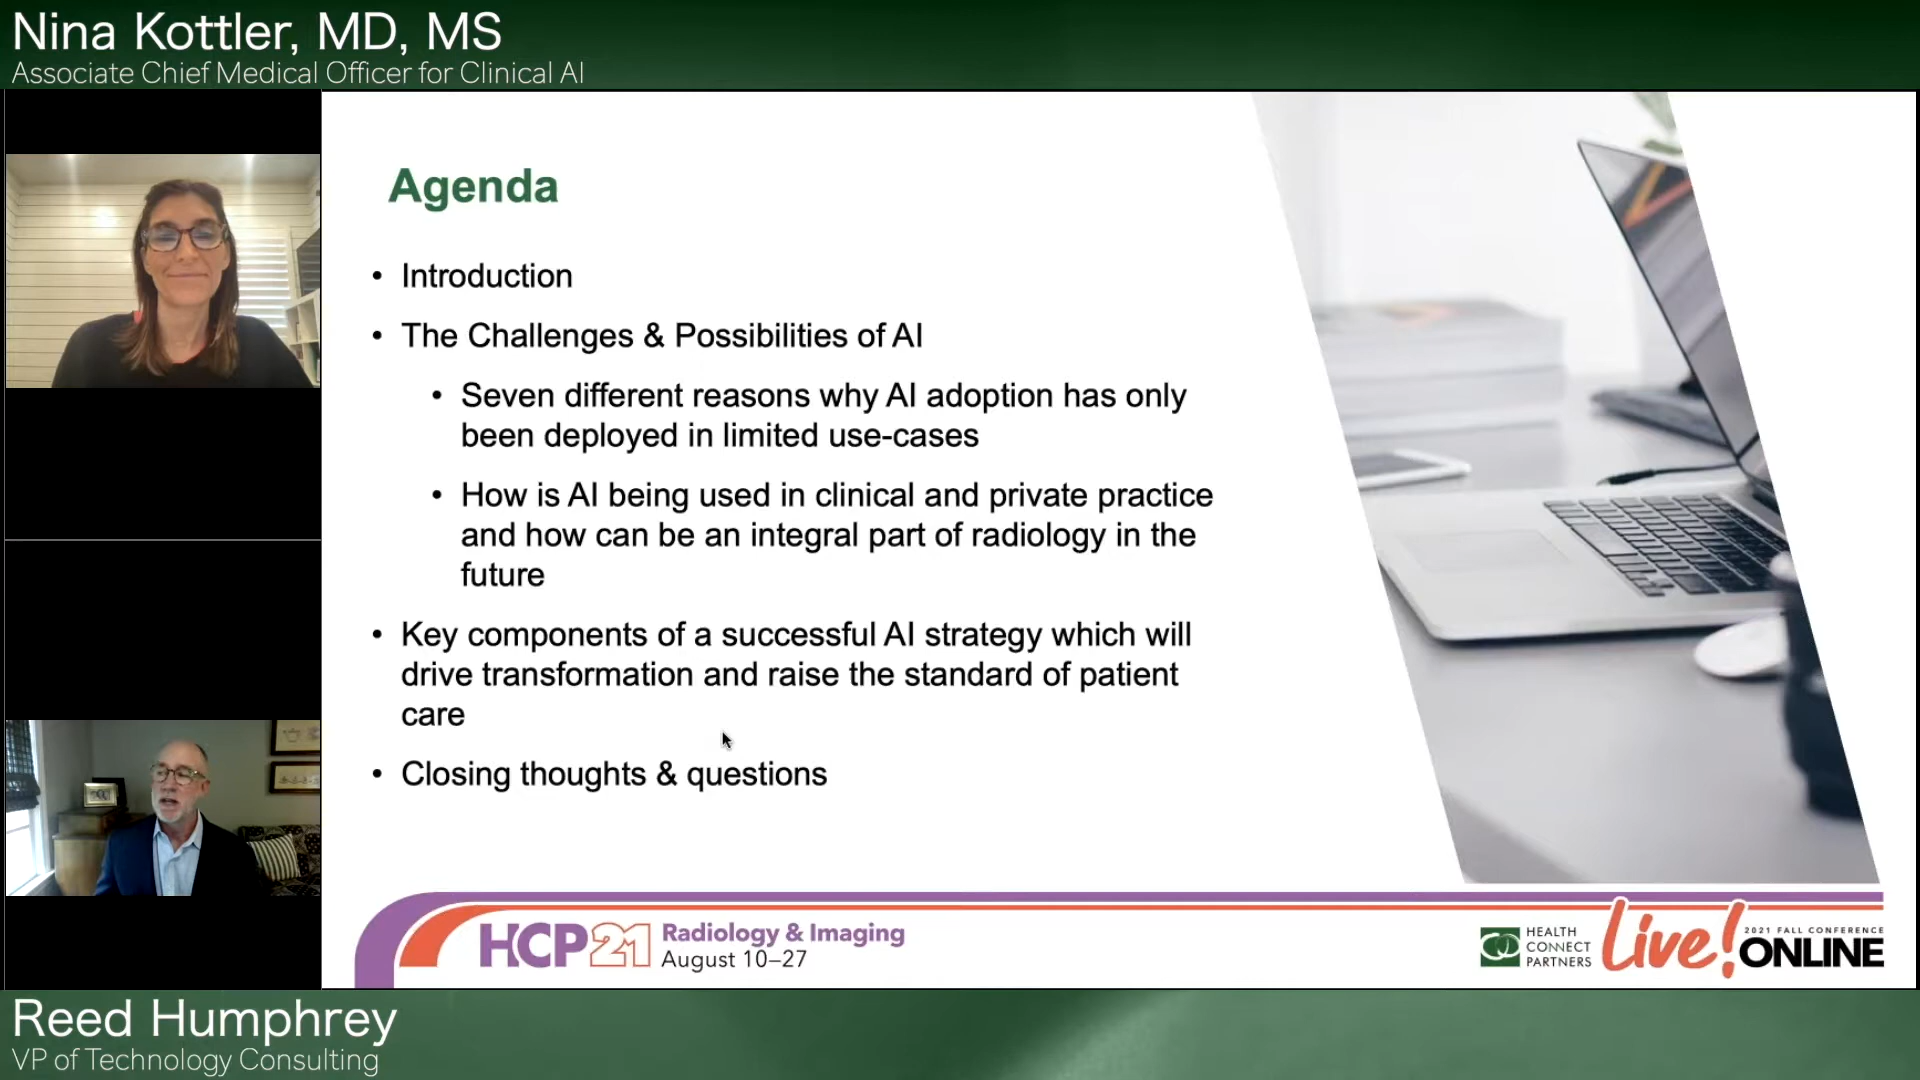 Nina Kottler, MD, MS
Associate Chief Medical Officer for Clinical AI
Agenda
• Introduction
• The Challenges & Possibilities of AI
• Seven different reasons why AI adoption has only
been deployed in limited use-cases
• How is AI being used in clinical and private practice
and how can be an integral part of radiology in the
future
• Key components of a successful AI strategy which will
drive transformation and raise the standard of patient
care
• Closing thoughts & questions
HCP21
Radiology & Imaging
August 10–27
HEALTH
CONNECT
PARTNERS
Live!
2021 FALL CONFERENCE
ONLINE
Reed Humphrey
VP of Technology Consulting